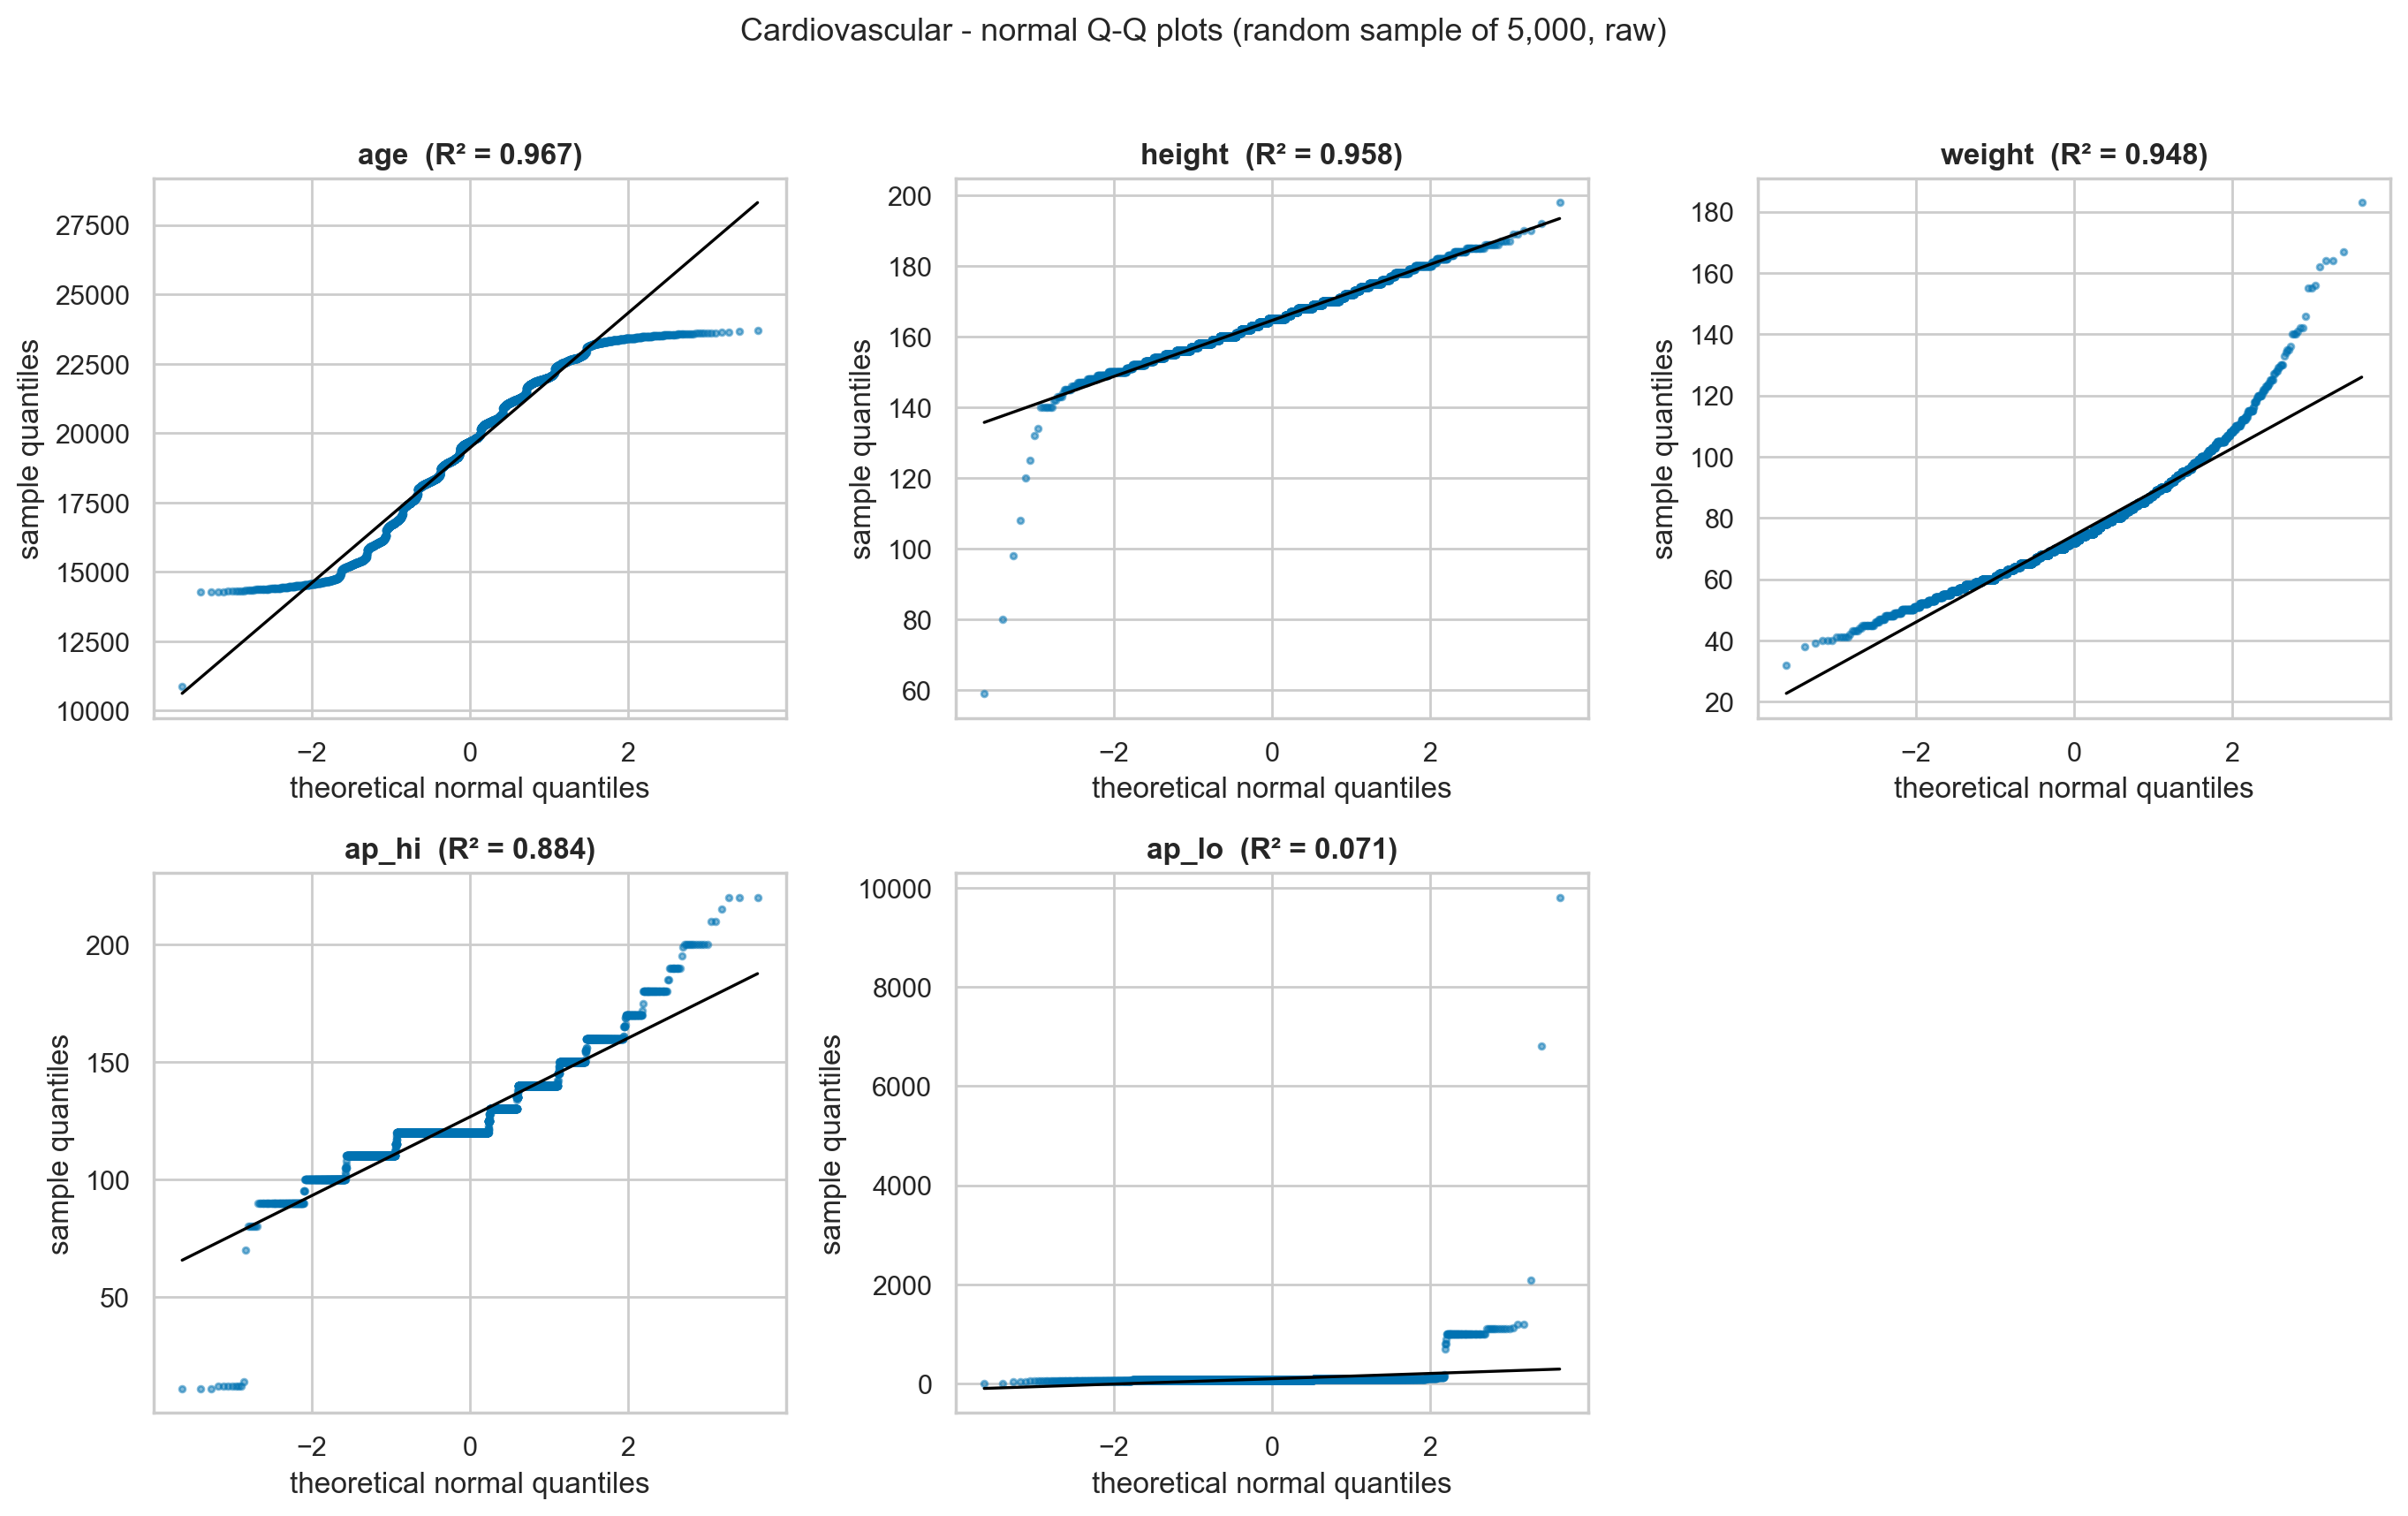 Cardiovascular - normal Q-Q plots (random sample of 5,000, raw)
age (R² = 0.967)
27500
25000
22500
20000
17500
15000
12500
10000
sample quantiles
−2 0 2
theoretical normal quantiles
height (R² = 0.958)
200
180
160
140
120
100
80
60
sample quantiles
−2 0 2
theoretical normal quantiles
weight (R² = 0.948)
180
160
140
120
100
80
60
40
20
sample quantiles
−2 0 2
theoretical normal quantiles
ap_hi (R² = 0.884)
200
150
100
50
sample quantiles
−2 0 2
theoretical normal quantiles
ap_lo (R² = 0.071)
10000
8000
6000
4000
2000
0
sample quantiles
−2 0 2
theoretical normal quantiles